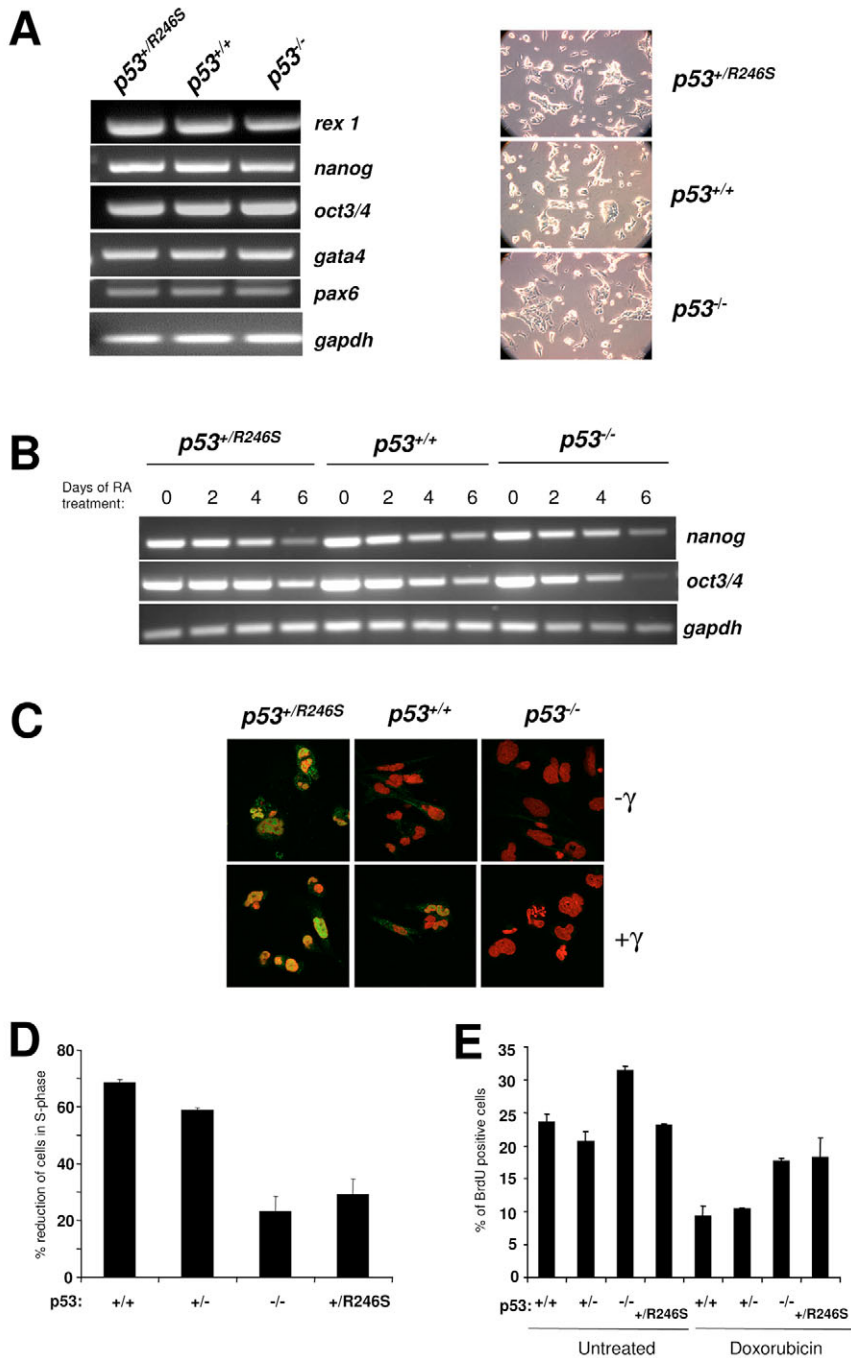 A
p53+/R246S p53+/+ p53-/-
rex 1
nanog
oct3/4
gata4
pax6
gapdh
p53+/R246S
p53+/+
p53-/-
B
p53+/R246S p53+/+ p53-/-
Days of RA
treatment:
0 2 4 6 0 2 4 6 0 2 4 6
nanog
oct3/4
gapdh
C
p53+/R246S p53+/+ p53-/-
-γ
+γ
D
% reduction of cells in S-phase
80
60
40
20
0
p53: +/+ +/- -/- +/R246S
E
% of BrdU positive cells
35
30
25
20
15
10
5
0
p53: +/+ +/- -/- +/R246S +/+ +/- -/- +/R246S
Untreated Doxorubicin